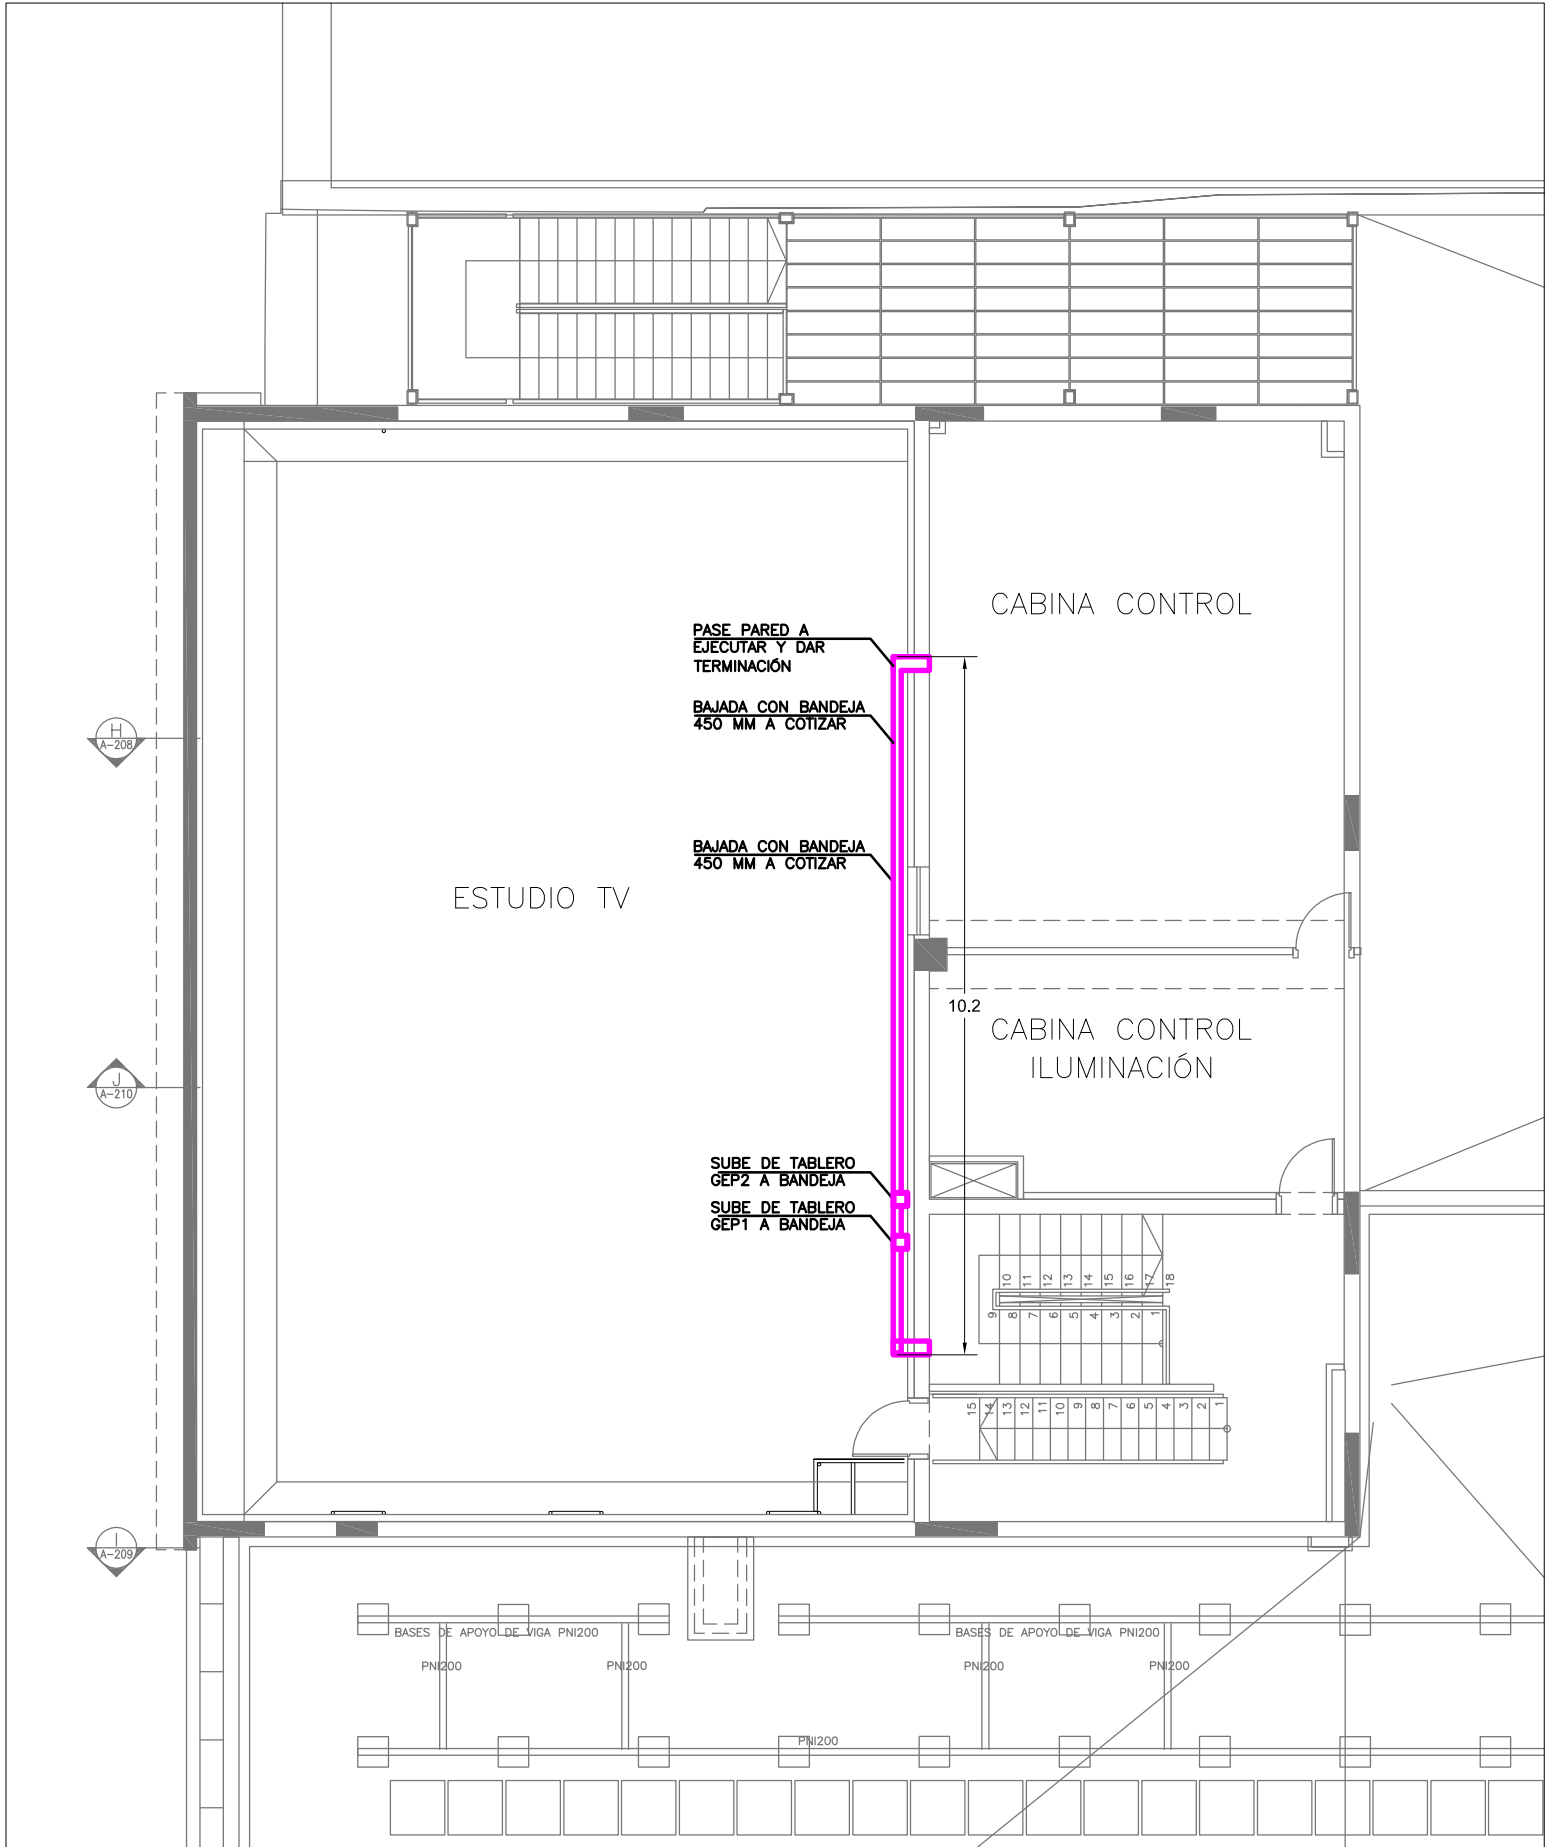 PASE PARED A
EJECUTAR Y DAR
TERMINACIÓN
BAJADA CON BANDEJA
450 MM A COTIZAR
BAJADA CON BANDEJA
450 MM A COTIZAR
ESTUDIO TV
CABINA CONTROL
CABINA CONTROL
ILUMINACIÓN
10.2
H
A-208
J
A-210
I
A-209
SUBE DE TABLERO
GEP2 A BANDEJA
SUBE DE TABLERO
GEP1 A BANDEJA
10 11 12 13 14 15 16 17 18
9 8 7 6 5 4 3 2 1
15 14 13 12 11 10 9 8 7 6 5 4 3 2 1
BASES DE APOYO DE VIGA PNI200
BASES DE APOYO DE VIGA PNI200
PNI200
PNI200
PNI200
PNI200
PNI200